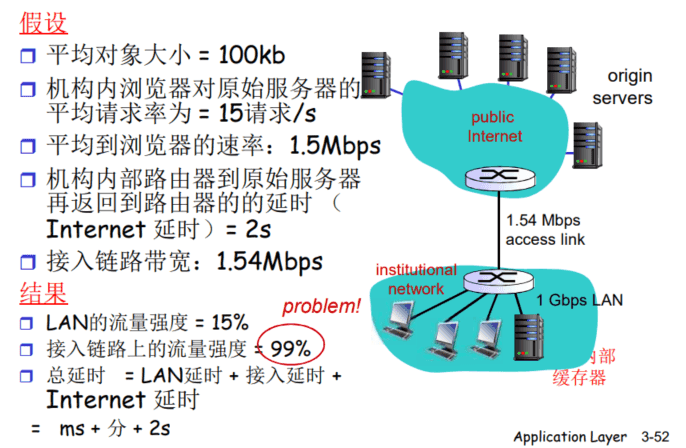 假设
平均对象大小 = 100kb
机构内浏览器对原始服务器的
平均请求率为 = 15请求/s
平均到浏览器的速率：1.5Mbps
机构内部路由器到原始服务器
再返回到路由器的的延时 （
Internet 延时）= 2s
接入链路带宽：1.54Mbps
结果
LAN的流量强度 = 15%
接入链路上的流量强度 = 99%
总延时 = LAN延时 + 接入延时 +
Internet 延时
= ms + 分 + 2s
problem!
origin
servers
public
Internet
1.54 Mbps
access link
institutional
network
1 Gbps LAN
内部
缓存器
Application Layer 3-52